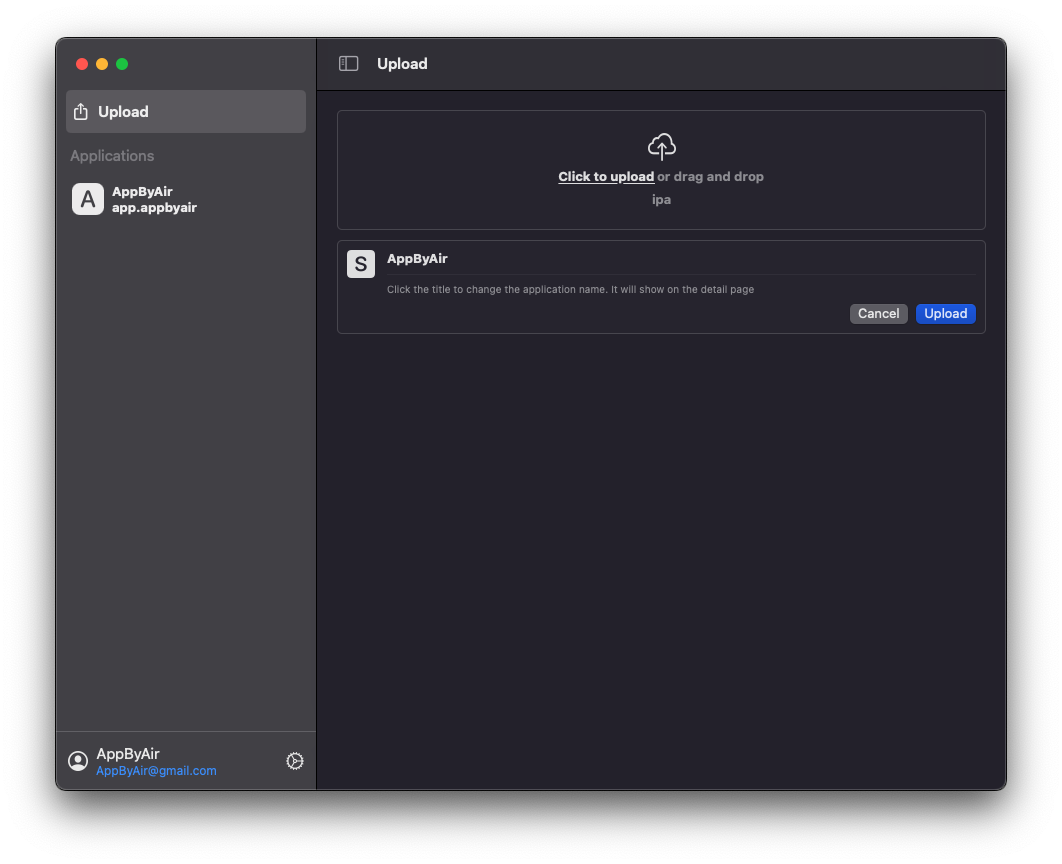 Upload
Applications
A
AppByAir
app.appbyair
AppByAir
AppByAir@gmail.com
Upload
Click to upload or drag and drop
ipa
S
AppByAir
Click the title to change the application name. It will show on the detail page
Cancel
Upload